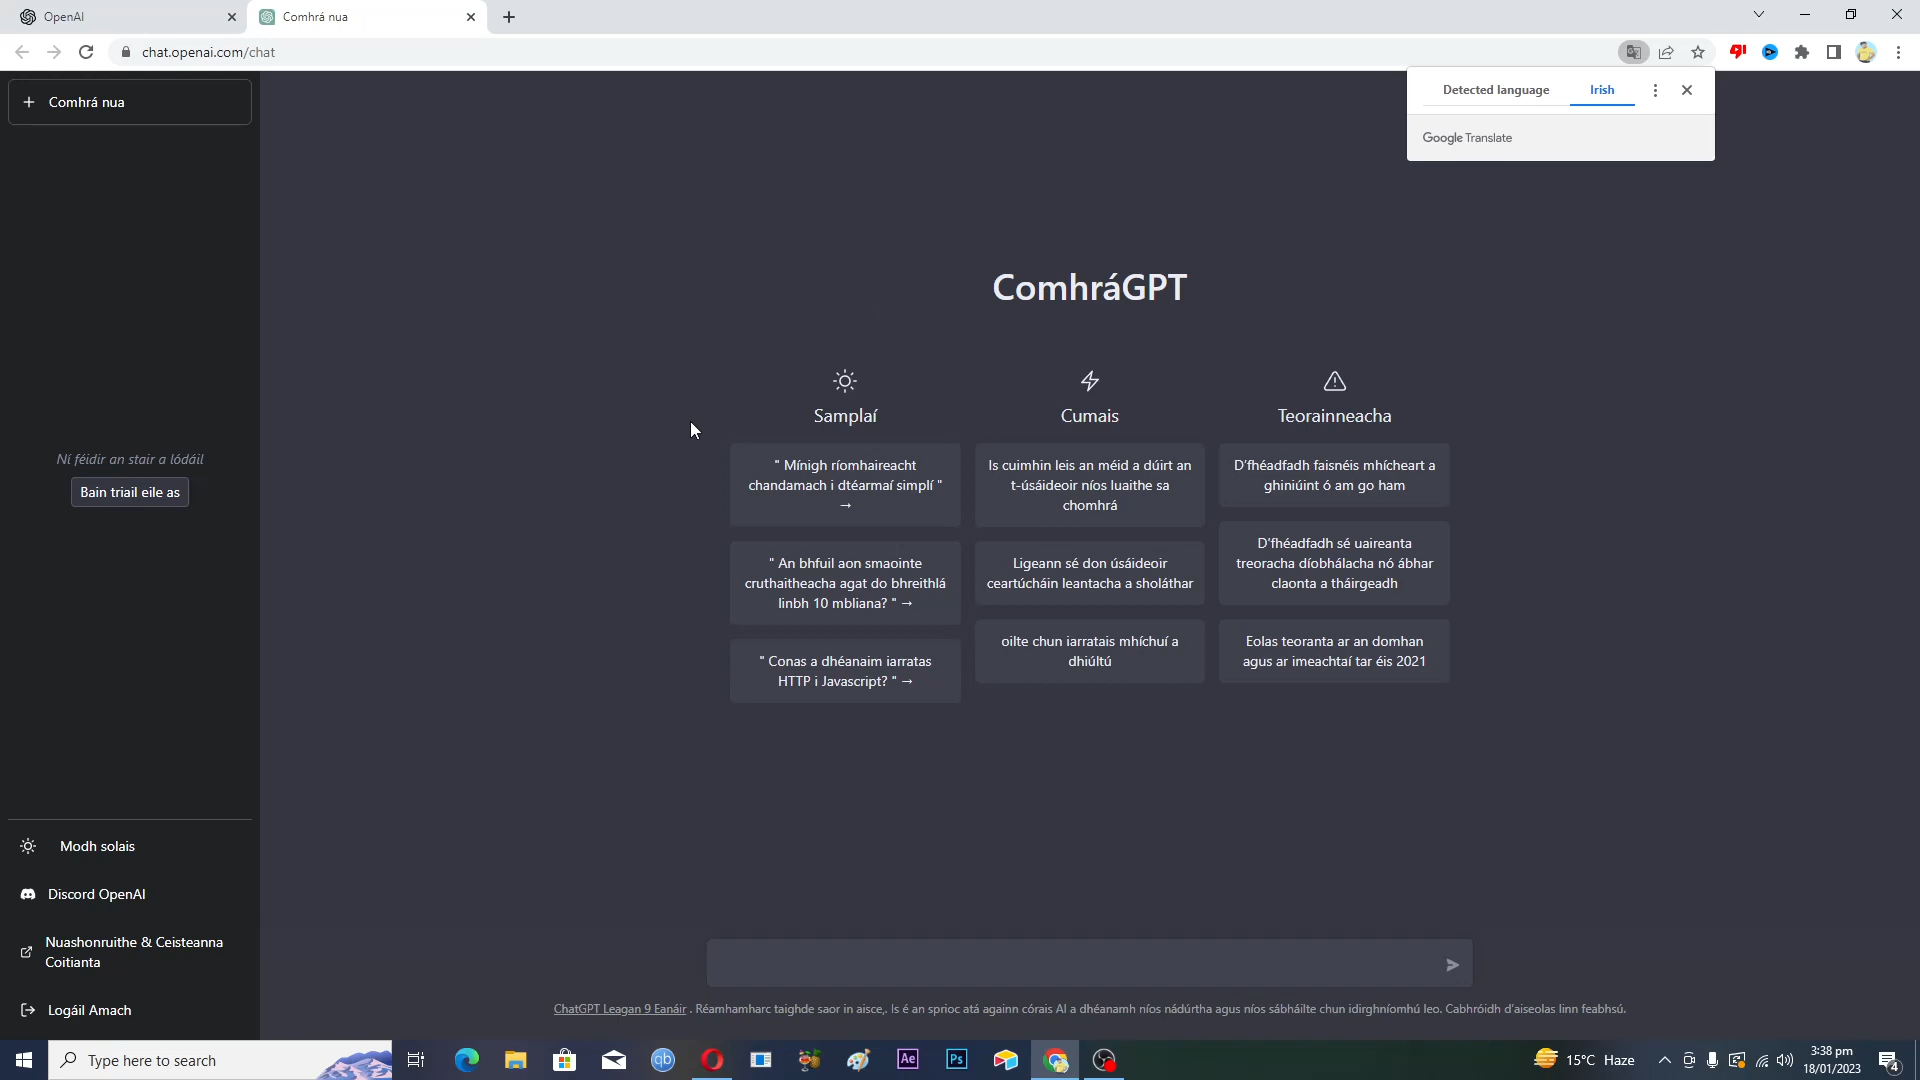 OpenAI
Comhrá nua
chat.openai.com/chat
Detected language
Irish
Google Translate
Comhrá nua
Ní féidir an stair a lódáil
Bain triail eile as
Modh solais
Discord OpenAI
Nuashonruithe & Ceisteanna
Coitianta
Logáil Amach
ComhráGPT
Samplaí
" Mínigh ríomhaireacht
chandamach i dtéarmaí simplí "
→
" An bhfuil aon smaointe
cruthaitheacha agat do bhreithlá
linbh 10 mbliana? " →
" Conas a dhéanaim iarratas
HTTP i Javascript? " →
Cumais
Is cuimhin leis an méid a dúirt an
t-úsáideoir níos luaithe sa
chomhrá
Ligeann sé don úsáideoir
ceartúcháin leantacha a sholáthar
oilte chun iarratais mhíchuí a
dhiúltú
Teorainneacha
D'fhéadfadh faisnéis mhícheart a
ghiniúint ó am go ham
D'fhéadfadh sé uaireanta
treoracha díobhálacha nó ábhar
claonta a tháirgeadh
Eolas teoranta ar an domhan
agus ar imeachtaí tar éis 2021
ChatGPT Leagan 9 Eanáir . Réamhamharc taighde saor in aisce,. Is é an sprioc atá againn córais AI a dhéanamh níos nádúrtha agus níos sábháilte chun idirghníomhú leo. Cabhróidh d'aiseolas linn feabhsú.
Type here to search
qb
Ae
Ps
15°C Haze
3:38 pm
18/01/2023
4